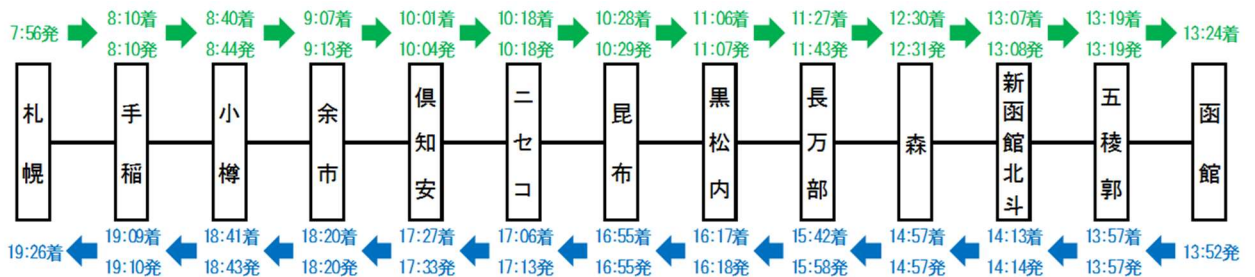 8:10着 8:40着 9:07着 10:01着 10:18着 10:28着 11:06着 11:27着 12:30着 13:07着 13:19着
7:56発 13:24着
8:10発 8:44発 9:13発 10:04発 10:18発 10:29発 11:07発 11:43発 12:31発 13:08発 13:19発
札幌 手稲 小樽 余市 倶知安 ニセコ 昆布 黒松内 長万部 森 新函館北斗 五稜郭 函館
19:09着 18:41着 18:20着 17:27着 17:06着 16:55着 16:17着 15:42着 14:57着 14:13着 13:57着
19:26着 13:52発
19:10発 18:43発 18:20発 17:33発 17:13発 16:55発 16:18発 15:58発 14:57発 14:14発 13:57発